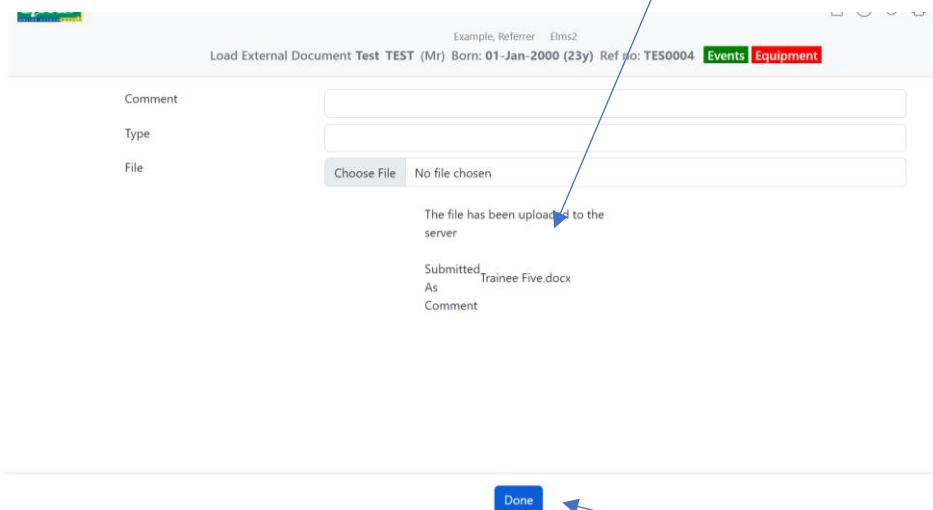 Example, Referrer Elms2
Load External Document Test TEST (Mr) Born: 01-Jan-2000 (23y) Ref no: TES0004 Events Equipment
Comment
Type
File
Choose File No file chosen
The file has been uploaded to the
server
Submitted
As
Trainee Five.docx
Comment
Done